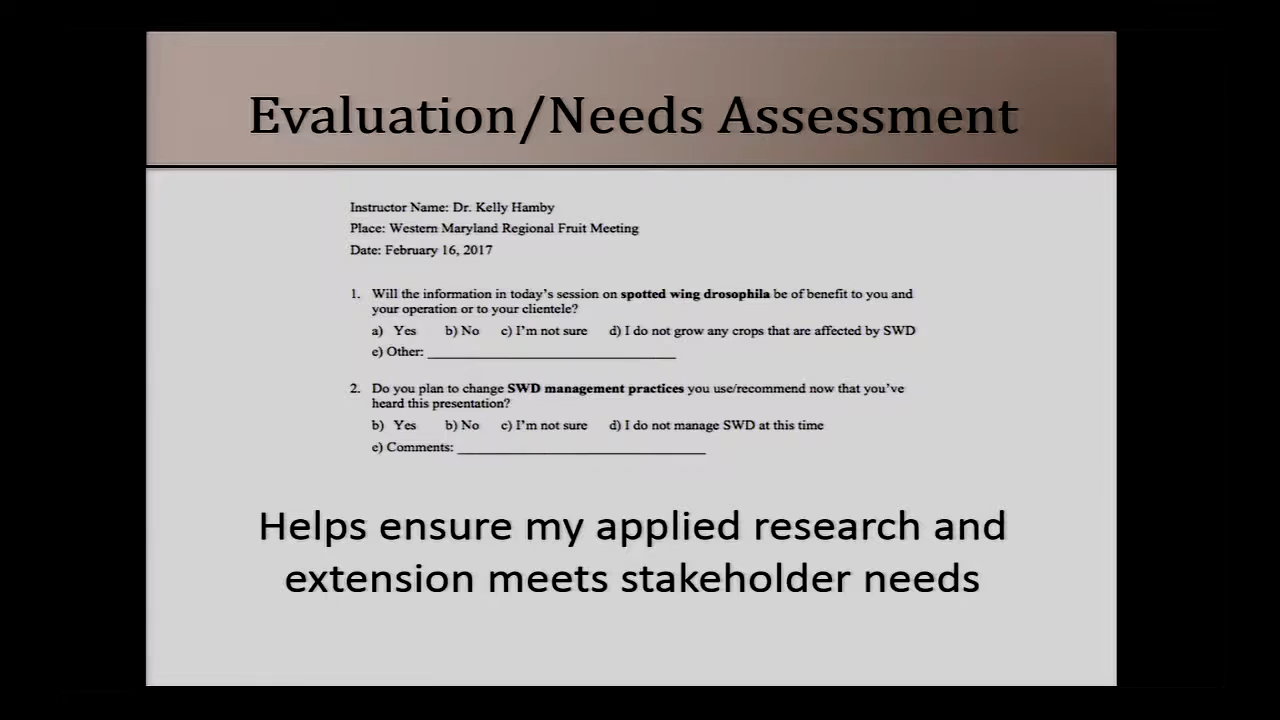 Evaluation/Needs Assessment
Instructor Name: Dr. Kelly Hamby
Place: Western Maryland Regional Fruit Meeting
Date: February 16, 2017
1. Will the information in today's session on spotted wing drosophila be of benefit to you and
your operation or to your clientele?
a) Yes b) No c) I'm not sure d) I do not grow any crops that are affected by SWD
e) Other: ____________________
2. Do you plan to change SWD management practices you use/recommend now that you've
heard this presentation?
b) Yes b) No c) I'm not sure d) I do not manage SWD at this time
e) Comments: ____________________
Helps ensure my applied research and
extension meets stakeholder needs